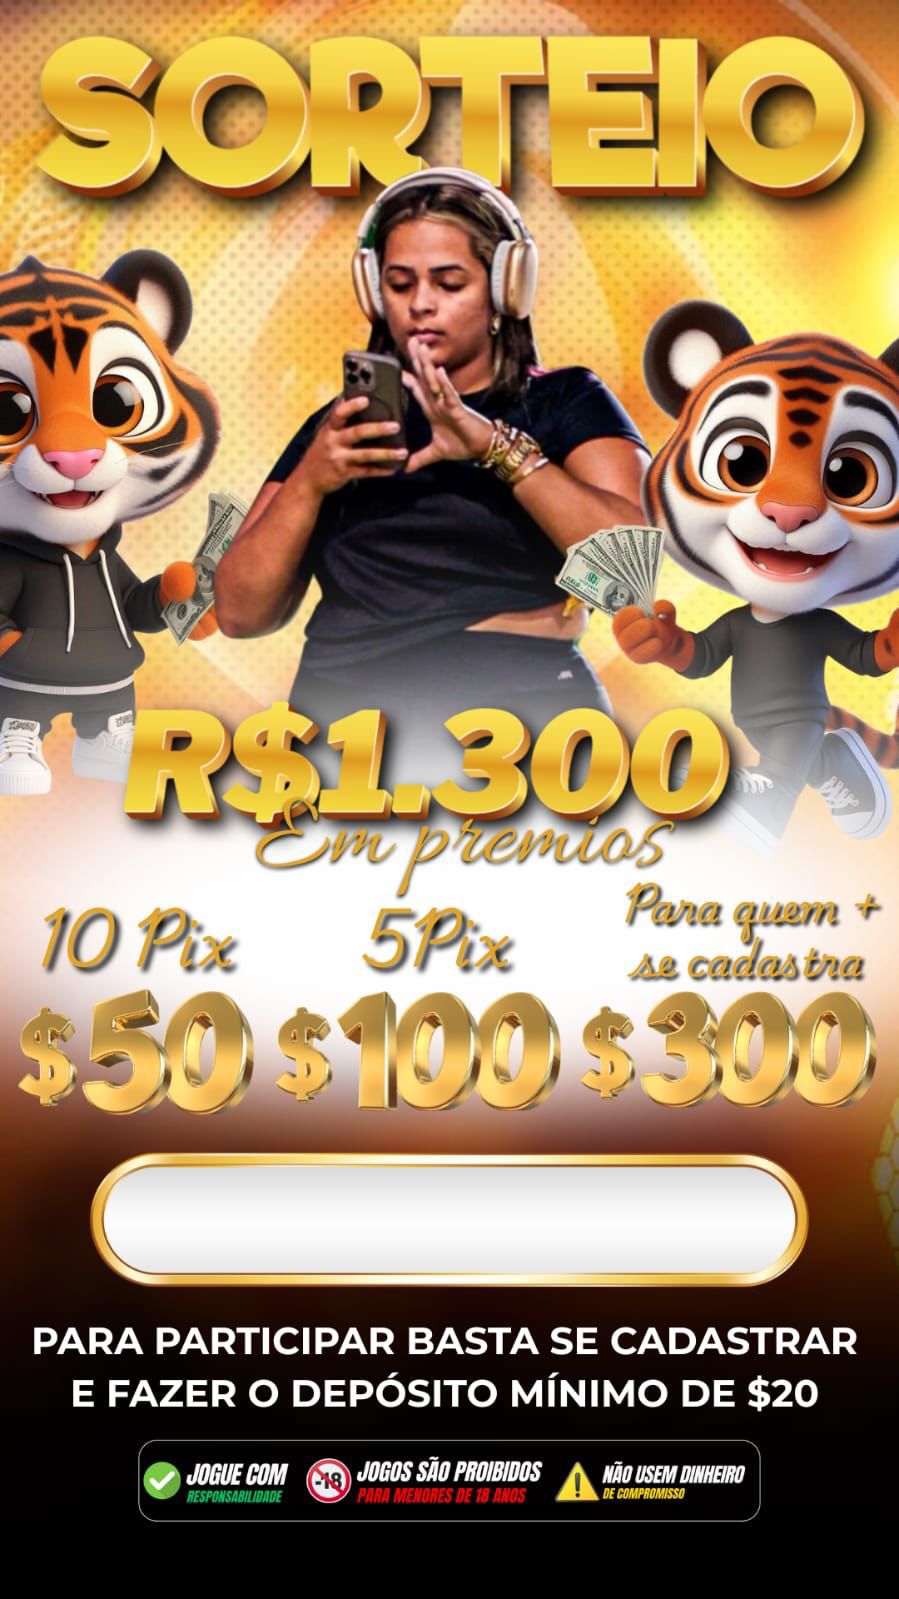 SORTEIO
R$1.300
Em premios
10 Pix
$50
5Pix
$100
Para quem +
se cadastra
$300
PARA PARTICIPAR BASTA SE CADASTRAR
E FAZER O DEPÓSITO MÍNIMO DE $20
JOGUE COM
RESPONSABILIDADE
-18
JOGOS SÃO PROIBIDOS
PARA MENORES DE 18 ANOS
NÃO USEM DINHEIRO
DE COMPROMISSO